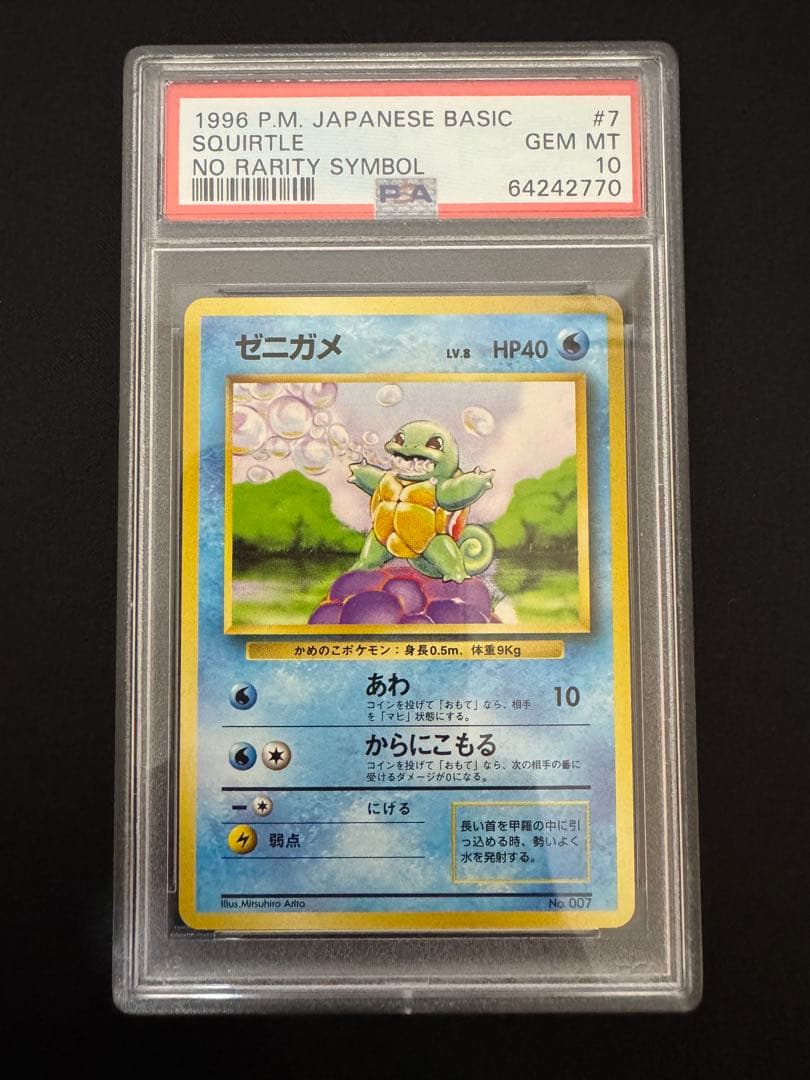 1996 P.M. JAPANESE BASIC #7
SQUIRTLE GEM MT
NO RARITY SYMBOL 10
PSA 64242770
ゼニガメ LV.8 HP40
かめのこポケモン：身長0.5m、体重9Kg
あわ 10
コインを投げて「おもて」なら、相手
を「マヒ」状態にする。
からにこもる
コインを投げて「おもて」なら、次の相手の番に
受けるダメージが0になる。
にげる
弱点
長い首を甲羅の中に引
っ込める時、勢いよく
水を発射する。
Illus.Mitsuhiro Arita No.007